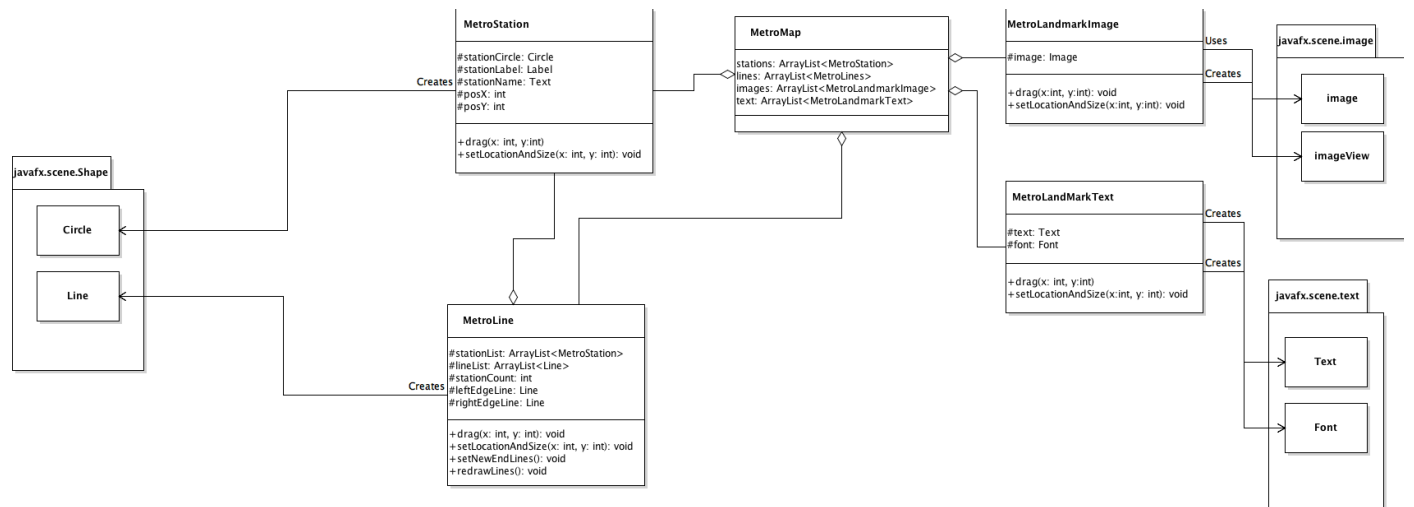 MetroStation
#stationCircle: Circle
#stationLabel: Label
#stationName: Text
#posX: int
#posY: int
+drag(x: int, y:int)
+setLocationAndSize(x: int, y: int): void
Creates
MetroMap
stations: ArrayList<MetroStation>
lines: ArrayList<MetroLines>
images: ArrayList<MetroLandmarkImage>
text: ArrayList<MetroLandmarkText>
MetroLandmarkImage
#image: Image
+drag(x:int, y:int): void
+setLocationAndSize(x:int, y:int): void
Uses
Creates
javafx.scene.image
image
imageView
javafx.scene.Shape
Circle
Line
MetroLandMarkText
#text: Text
#font: Font
+drag(x: int, y:int)
+setLocationAndSize(x:int, y: int): void
Creates
Creates
javafx.scene.text
Text
Font
MetroLine
#stationList: ArrayList<MetroStation>
#lineList: ArrayList<Line>
#stationCount: int
#leftEdgeLine: Line
#rightEdgeLine: Line
+drag(x: int, y: int): void
+setLocationAndSize(x: int, y: int): void
+setNewEndLines(): void
+redrawLines(): void
Creates